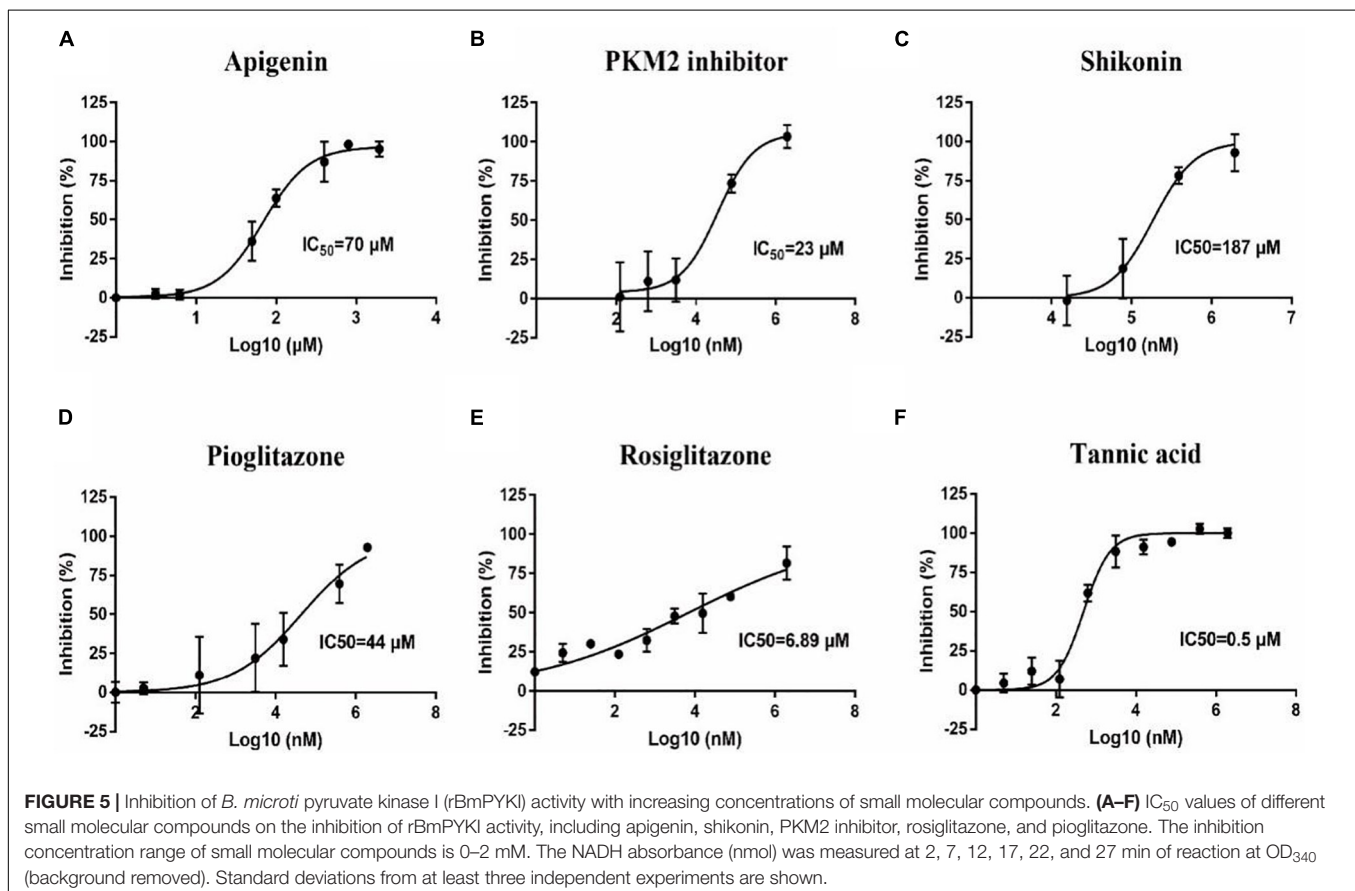 A
Apigenin
125
100
75
50
25
0
-25
Inhibition (%)
IC50=70 µM
1 2 3 4
Log10 (µM)
B
PKM2 inhibitor
125
100
75
50
25
0
-25
Inhibition (%)
IC50=23 µM
2 4 6 8
Log10 (nM)
C
Shikonin
125
100
75
50
25
0
-25
Inhibition (%)
IC50=187 µM
4 5 6 7
Log10 (nM)
D
Pioglitazone
125
100
75
50
25
0
-25
Inhibition (%)
IC50=44 µM
2 4 6 8
Log10 (nM)
E
Rosiglitazone
125
100
75
50
25
0
-25
Inhibition (%)
IC50=6.89 µM
2 4 6 8
Log10 (nM)
F
Tannic acid
125
100
75
50
25
0
-25
Inhibition (%)
IC50=0.5 µM
2 4 6 8
Log10 (nM)
FIGURE 5 | Inhibition of B. microti pyruvate kinase I (rBmPYKI) activity with increasing concentrations of small molecular compounds. (A–F) IC50 values of different
small molecular compounds on the inhibition of rBmPYKI activity, including apigenin, shikonin, PKM2 inhibitor, rosiglitazone, and pioglitazone. The inhibition
concentration range of small molecular compounds is 0–2 mM. The NADH absorbance (nmol) was measured at 2, 7, 12, 17, 22, and 27 min of reaction at OD340
(background removed). Standard deviations from at least three independent experiments are shown.